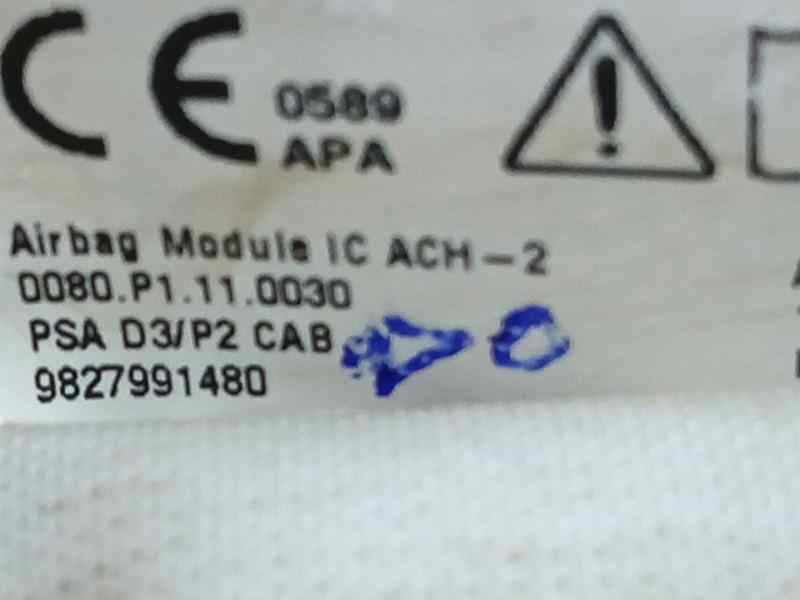 CE 0589
APA
Airbag Module IC ACH-2
0080.P1.11.0030
PSA D3/P2 CAB
9827991480